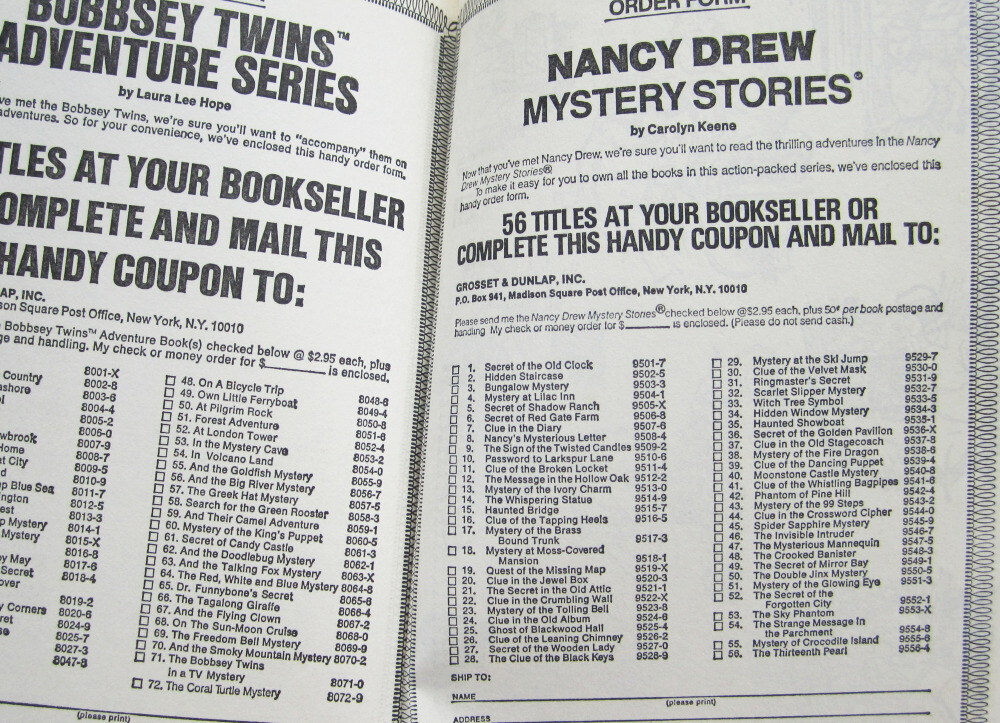 BOBBSEY TWINS™
ADVENTURE SERIES
by Laura Lee Hope
ve met the Bobbsey Twins, we're sure you'll want to "accompany" them on
adventures. So for your convenience, we've enclosed this handy order form.
TLES AT YOUR BOOKSELLER
OMPLETE AND MAIL THIS
HANDY COUPON TO:
AP, INC.
son Square Post Office, New York, N.Y. 10010
Bobbsey Twins™ Adventure Book(s) checked below @ $2.95 each, plus
ge and handling. My check or money order for $________ is enclosed.
8001-X
Country 8002-8
ashore 8003-6
8004-4
8005-2
8006-0
wbrook 8007-9
Home 8008-7
t City 8009-5
d 8010-9
p Blue Sea 8011-7
ngton 8012-5
est 8013-3
p Mystery 8014-1
8015-X
8016-8
ey May 8017-6
Secret 8018-4
over
8019-2
y Corners 8020-6
ret 8024-9
8025-7
8027-3
8047-8
48. On A Bicycle Trip 8048-6
49. Own Little Ferryboat 8049-4
50. At Pilgrim Rock 8050-8
51. Forest Adventure 8051-6
52. At London Tower 8052-4
53. In the Mystery Cave 8053-2
54. In Volcano Land 8054-0
55. And the Goldfish Mystery 8055-9
56. And the Big River Mystery 8056-7
57. The Greek Hat Mystery 8057-5
58. Search for the Green Rooster 8058-3
59. And Their Camel Adventure 8059-1
60. Mystery of the King's Puppet 8060-5
61. Secret of Candy Castle 8061-3
62. And the Doodlebug Mystery 8062-1
63. And the Talking Fox Mystery 8063-X
64. The Red, White and Blue Mystery 8064-8
65. Dr. Funnybone's Secret 8065-6
66. The Tagalong Giraffe 8066-4
67. And the Flying Clown 8067-2
68. On The Sun-Moon Cruise 8068-0
69. The Freedom Bell Mystery 8069-9
70. And the Smoky Mountain Mystery 8070-2
71. The Bobbsey Twins
in a TV Mystery 8071-0
72. The Coral Turtle Mystery 8072-9
(please print)
ORDER FORM
NANCY DREW
MYSTERY STORIES®
by Carolyn Keene
Now that you've met Nancy Drew, we're sure you'll want to read the thrilling adventures in the Nancy
Drew Mystery Stories®
To make it easy for you to own all the books in this action-packed series, we've enclosed this
handy order form.
56 TITLES AT YOUR BOOKSELLER OR
COMPLETE THIS HANDY COUPON AND MAIL TO:
GROSSET & DUNLAP, INC.
P.O. Box 941, Madison Square Post Office, New York, N.Y. 10010
Please send me the Nancy Drew Mystery Stories® checked below @$2.95, plus 50¢ per book postage and
handling. My check or money order for $________ is enclosed. (Please do not send cash.)
1. Secret of the Old Clock 9501-7
2. Hidden Staircase 9502-5
3. Bungalow Mystery 9503-3
4. Mystery at Lilac Inn 9504-1
5. Secret of Shadow Ranch 9505-X
6. Secret of Red Gate Farm 9506-8
7. Clue in the Diary 9507-6
8. Nancy's Mysterious Letter 9508-4
9. The Sign of the Twisted Candles 9509-2
10. Password to Larkspur Lane 9510-6
11. Clue of the Broken Locket 9511-4
12. The Message in the Hollow Oak 9512-2
13. Mystery of the Ivory Charm 9513-0
14. The Whispering Statue 9514-9
15. Haunted Bridge 9515-7
16. Clue of the Tapping Heels 9516-5
17. Mystery of the Brass
Bound Trunk 9517-3
18. Mystery at Moss-Covered
Mansion 9518-1
19. Quest of the Missing Map 9519-X
20. Clue in the Jewel Box 9520-3
21. The Secret in the Old Attic 9521-1
22. Clue in the Crumbling Wall 9522-X
23. Mystery of the Tolling Bell 9523-8
24. Clue in the Old Album 9524-6
25. Ghost of Blackwood Hall 9525-4
26. Clue of the Leaning Chimney 9526-2
27. Secret of the Wooden Lady 9527-0
28. The Clue of the Black Keys 9528-9
29. Mystery at the Ski Jump 9529-7
30. Clue of the Velvet Mask 9530-0
31. Ringmaster's Secret 9531-9
32. Scarlet Slipper Mystery 9532-7
33. Witch Tree Symbol 9533-5
34. Hidden Window Mystery 9534-3
35. Haunted Showboat 9535-1
36. Secret of the Golden Pavilion 9536-X
37. Clue in the Old Stagecoach 9537-8
38. Mystery of the Fire Dragon 9538-6
39. Clue of the Dancing Puppet 9539-4
40. Moonstone Castle Mystery 9540-8
41. Clue of the Whistling Bagpipes 9541-6
42. Phantom of Pine Hill 9542-4
43. Mystery of the 99 Steps 9543-2
44. Clue in the Crossword Cipher 9544-0
45. Spider Sapphire Mystery 9545-9
46. The Invisible Intruder 9546-7
47. The Mysterious Mannequin 9547-5
48. The Crooked Banister 9548-3
49. The Secret of Mirror Bay 9549-1
50. The Double Jinx Mystery 9550-5
51. Mystery of the Glowing Eye 9551-3
52. The Secret of the
Forgotten City 9552-1
53. The Sky Phantom 9553-X
54. The Strange Message In
the Parchment 9554-8
55. Mystery of Crocodile Island 9555-6
56. The Thirteenth Pearl 9556-4
SHIP TO:
NAME
(please print)
ADDRESS